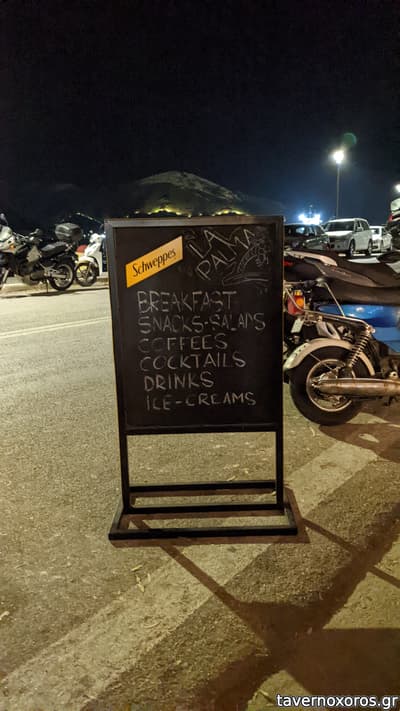 Schweppes
LA
PALMA
BREAKFAST
SNACKS-SALADS
COFFEES
COCKTAILS
DRINKS
ICE-CREAMS
tavernoxoros.gr